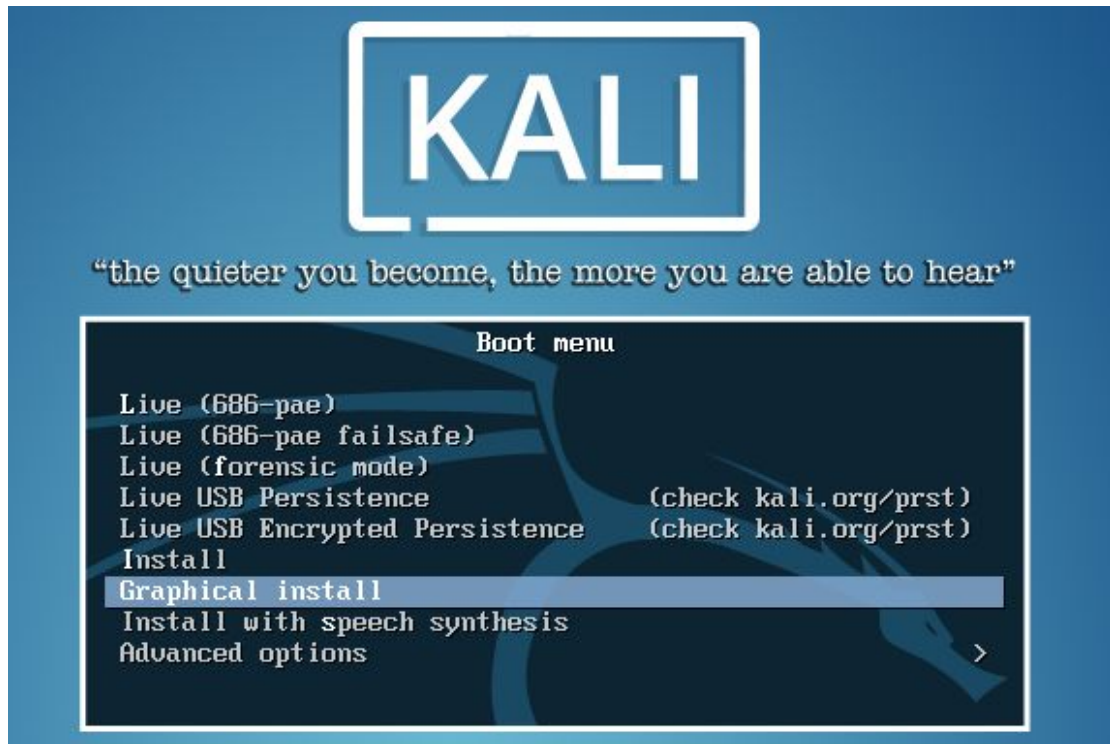 KALI
“the quieter you become, the more you are able to hear”
Boot menu
Live (686-pae)
Live (686-pae failsafe)
Live (forensic mode)
Live USB Persistence (check kali.org/prst)
Live USB Encrypted Persistence (check kali.org/prst)
Install
Graphical install
Install with speech synthesis
Advanced options >